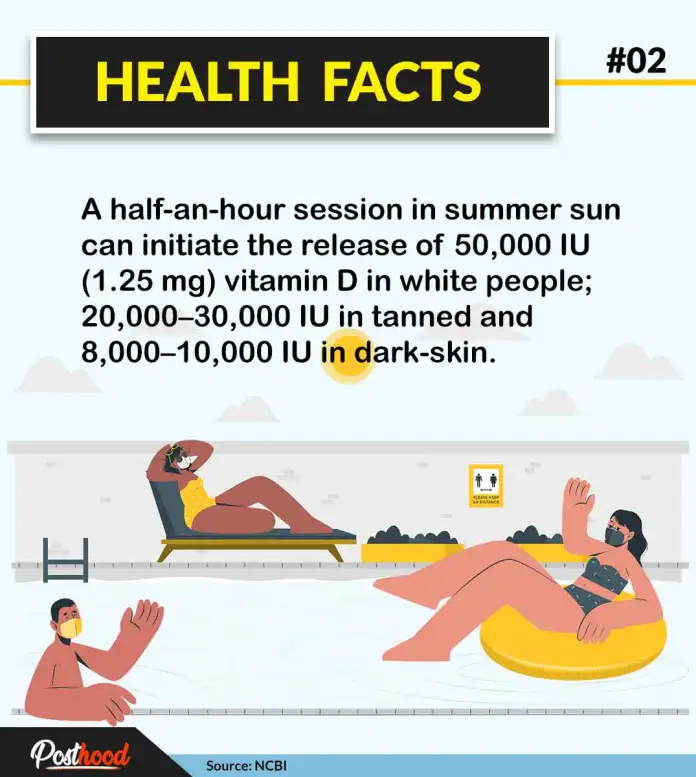 HEALTH FACTS
#02
A half-an-hour session in summer sun
can initiate the release of 50,000 IU
(1.25 mg) vitamin D in white people;
20,000–30,000 IU in tanned and
8,000–10,000 IU in dark-skin.
PLEASE KEEP
Posthood
Source: NCBI